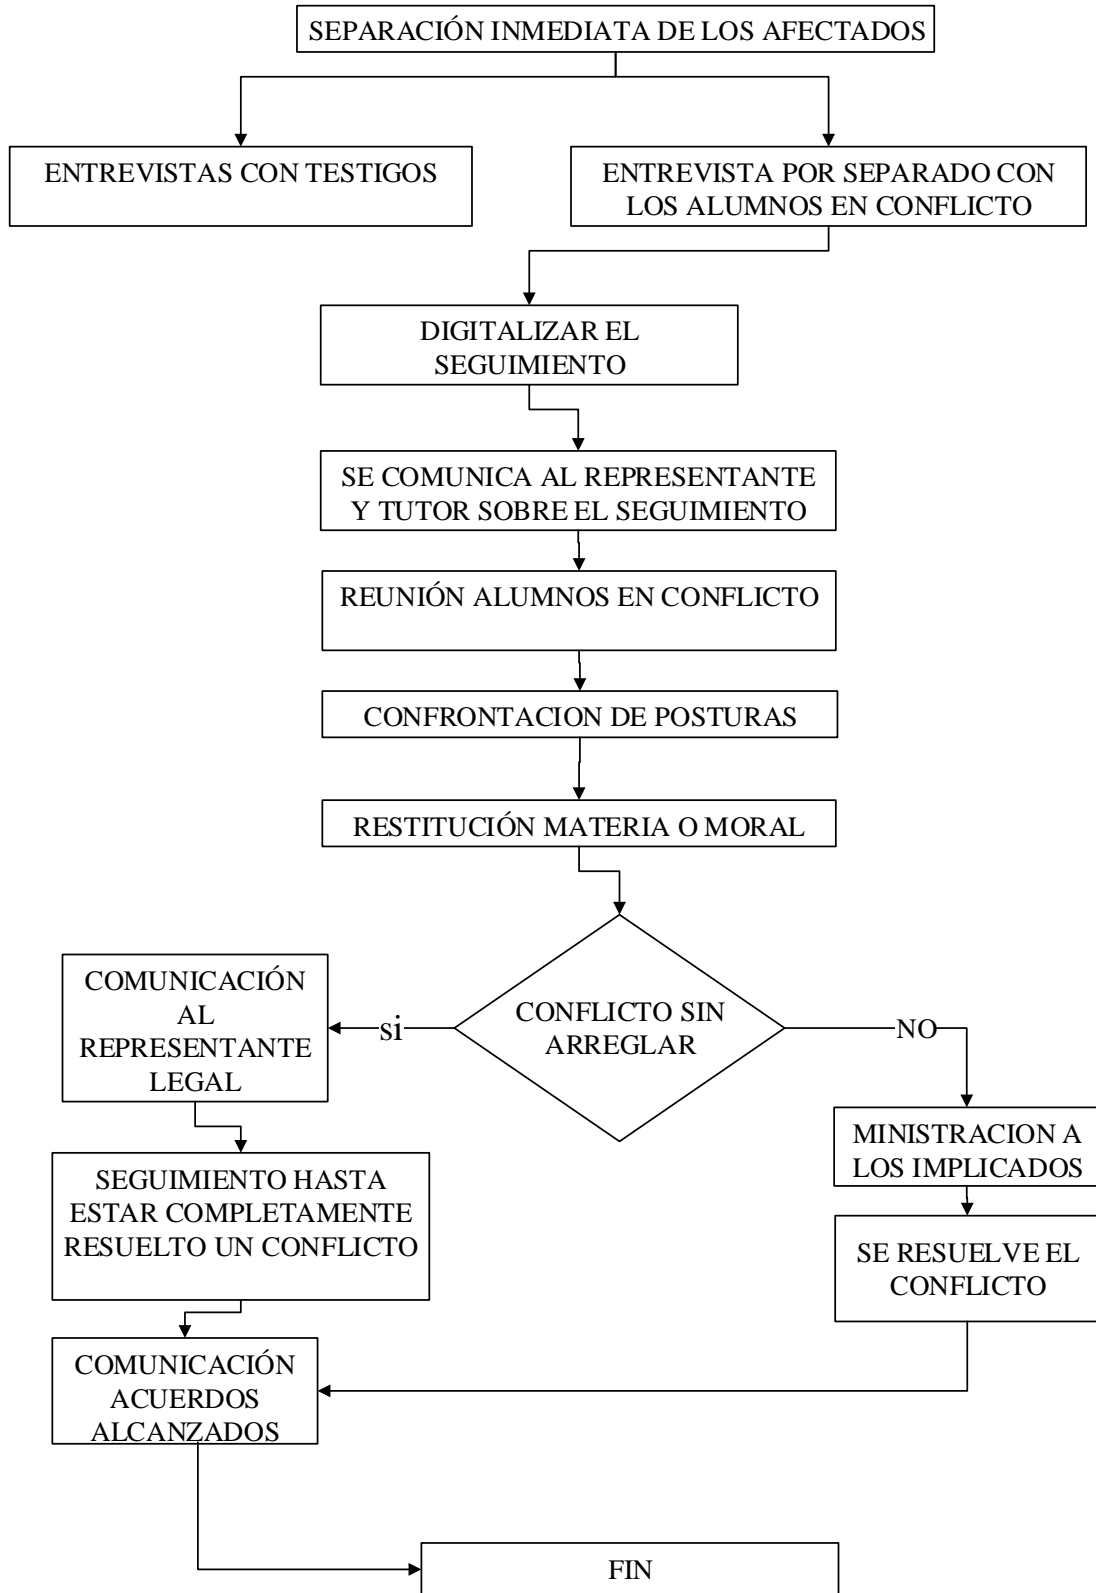 SEPARACIÓN INMEDIATA DE LOS AFECTADOS
ENTREVISTAS CON TESTIGOS
ENTREVISTA POR SEPARADO CON
LOS ALUMNOS EN CONFLICTO
DIGITALIZAR EL
SEGUIMIENTO
SE COMUNICA AL REPRESENTANTE
Y TUTOR SOBRE EL SEGUIMIENTO
REUNIÓN ALUMNOS EN CONFLICTO
CONFRONTACION DE POSTURAS
RESTITUCIÓN MATERIA O MORAL
CONFLICTO SIN
ARREGLAR
si
NO
COMUNICACIÓN
AL
REPRESENTANTE
LEGAL
SEGUIMIENTO HASTA
ESTAR COMPLETAMENTE
RESUELTO UN CONFLICTO
MINISTRACION A
LOS IMPLICADOS
SE RESUELVE EL
CONFLICTO
COMUNICACIÓN
ACUERDOS
ALCANZADOS
FIN